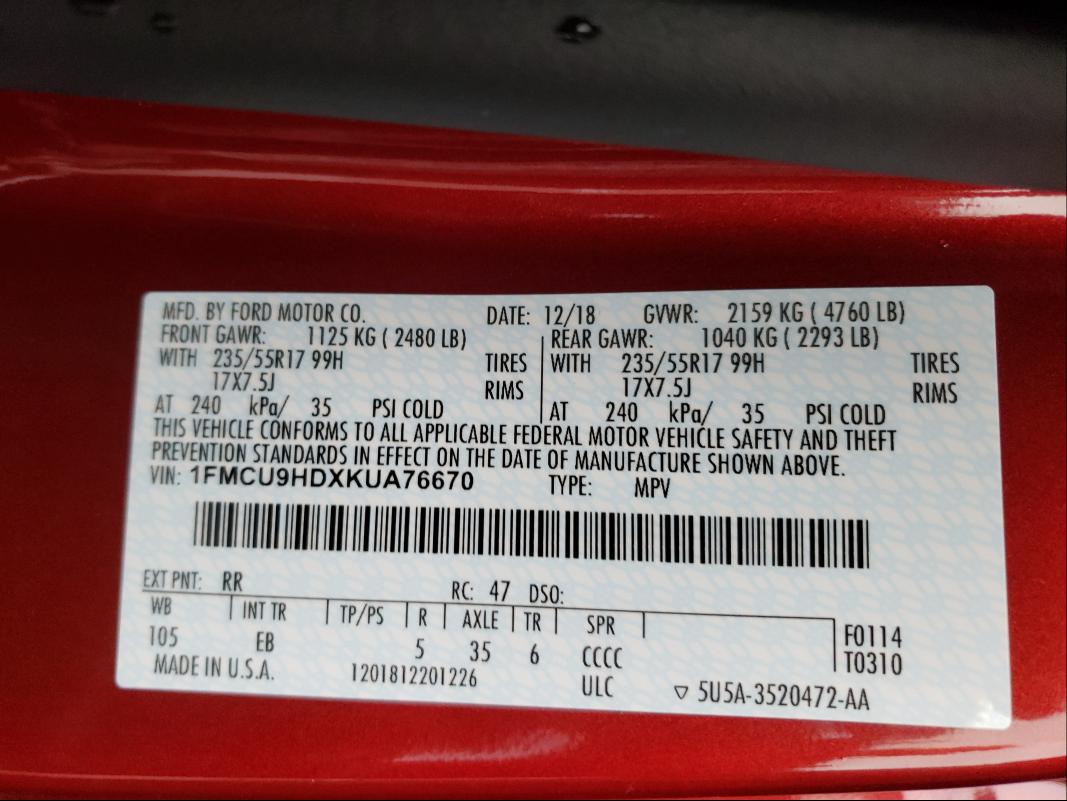 MFD. BY FORD MOTOR CO. DATE: 12/18 GVWR: 2159 KG ( 4760 LB)
FRONT GAWR: 1125 KG ( 2480 LB) REAR GAWR: 1040 KG ( 2293 LB)
WITH 235/55R17 99H TIRES WITH 235/55R17 99H TIRES
17X7.5J RIMS 17X7.5J RIMS
AT 240 kPa/ 35 PSI COLD AT 240 kPa/ 35 PSI COLD
THIS VEHICLE CONFORMS TO ALL APPLICABLE FEDERAL MOTOR VEHICLE SAFETY AND THEFT
PREVENTION STANDARDS IN EFFECT ON THE DATE OF MANUFACTURE SHOWN ABOVE.
VIN: 1FMCU9HDXKUA76670 TYPE: MPV
EXT PNT: RR RC: 47 DSO:
WB INT TR TP/PS R AXLE TR SPR F0114
105 EB 5 35 6 CCCC T0310
MADE IN U.S.A. 1201812201226 ULC ▽ 5U5A-3520472-AA